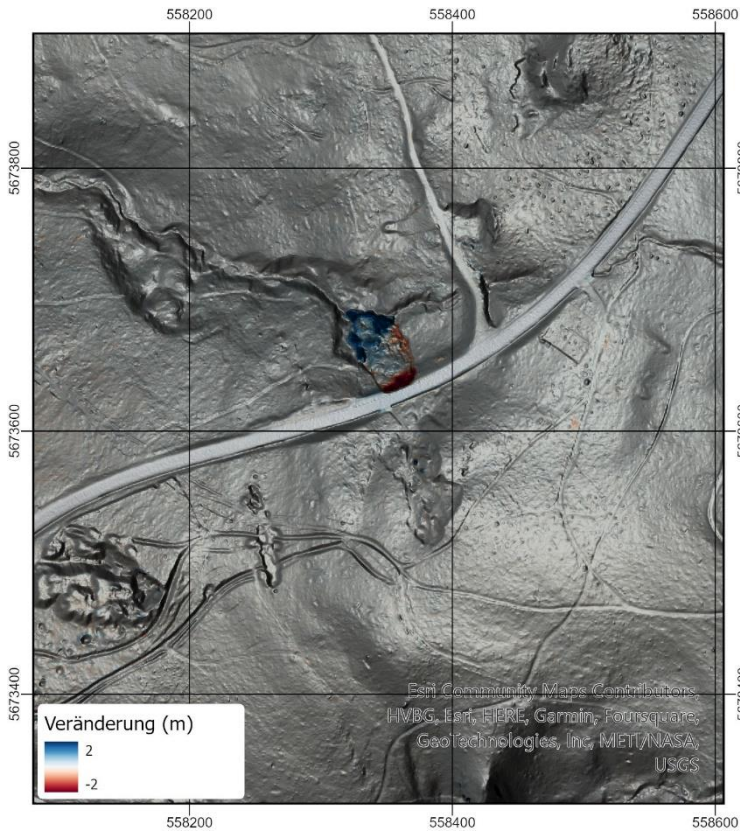 558200 558400 558600
5673800
5673600
5673400
Esri Community Maps Contributors,
HVBG, Esri, HERE, Garmin, Foursquare,
GeoTechnologies, Inc, METI/NASA,
USGS
Veränderung (m)
2
-2
558200 558400 558600